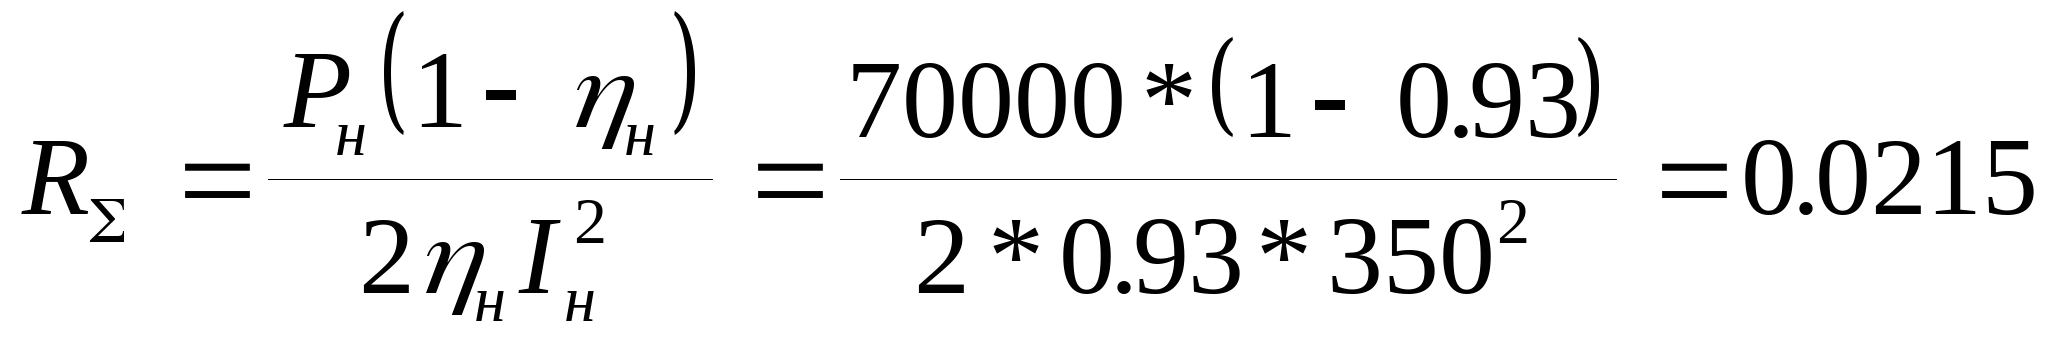 R_Σ = P_н(1 - η_н) / 2η_н I_н^2 = 70000*(1 - 0.93) / 2*0.93*350^2 = 0.0215